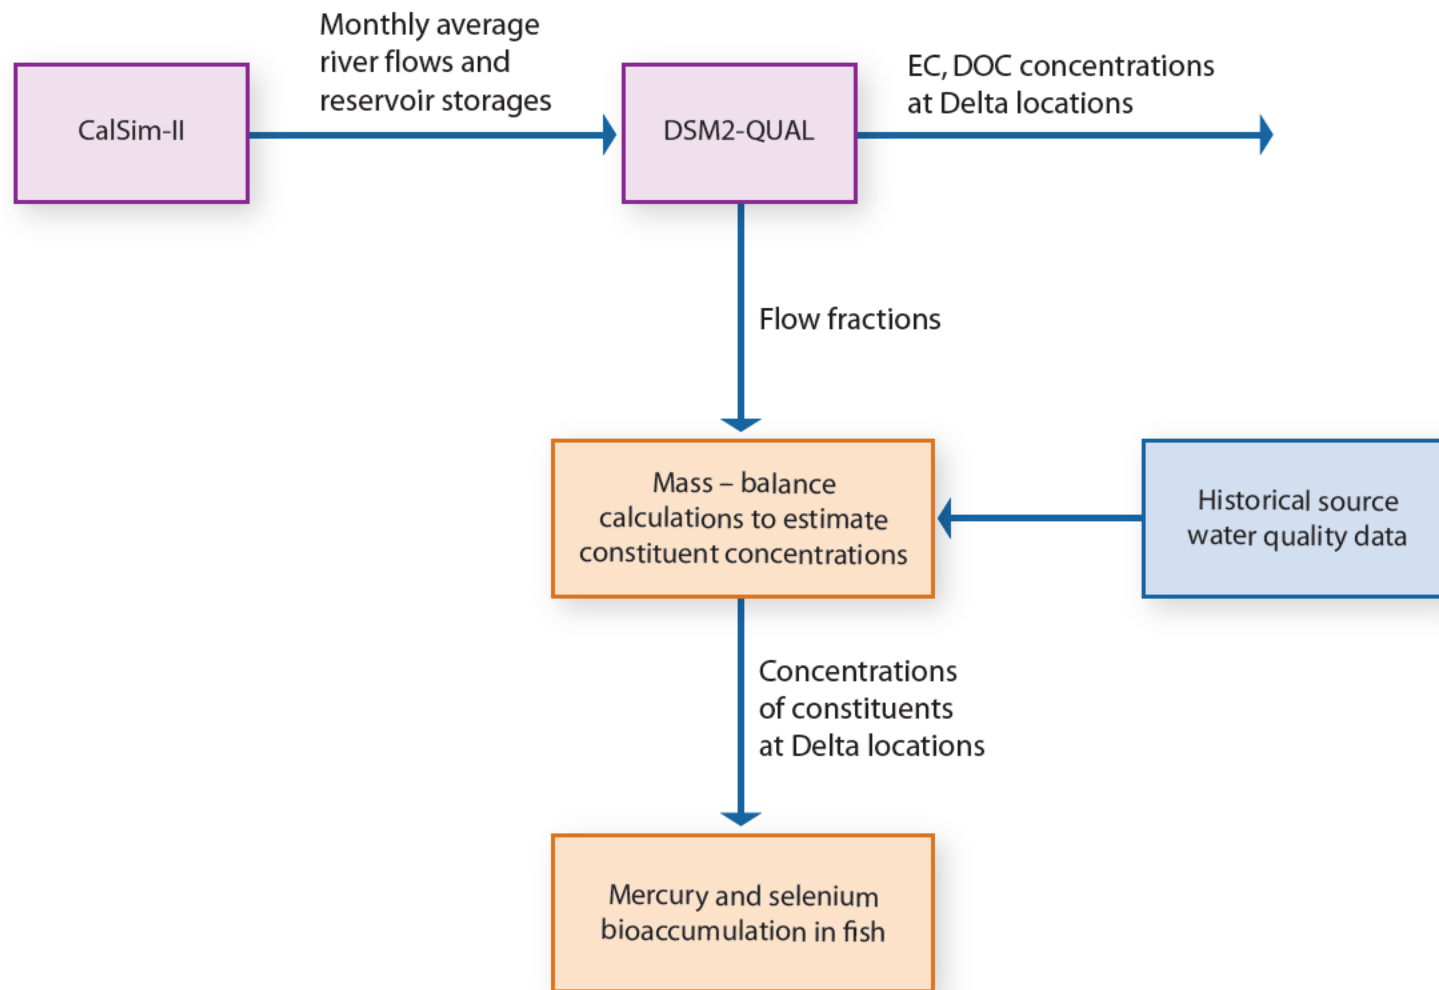 Monthly average
river flows and
reservoir storages
CalSim-II
DSM2-QUAL
EC, DOC concentrations
at Delta locations
Flow fractions
Mass – balance
calculations to estimate
constituent concentrations
Historical source
water quality data
Concentrations
of constituents
at Delta locations
Mercury and selenium
bioaccumulation in fish